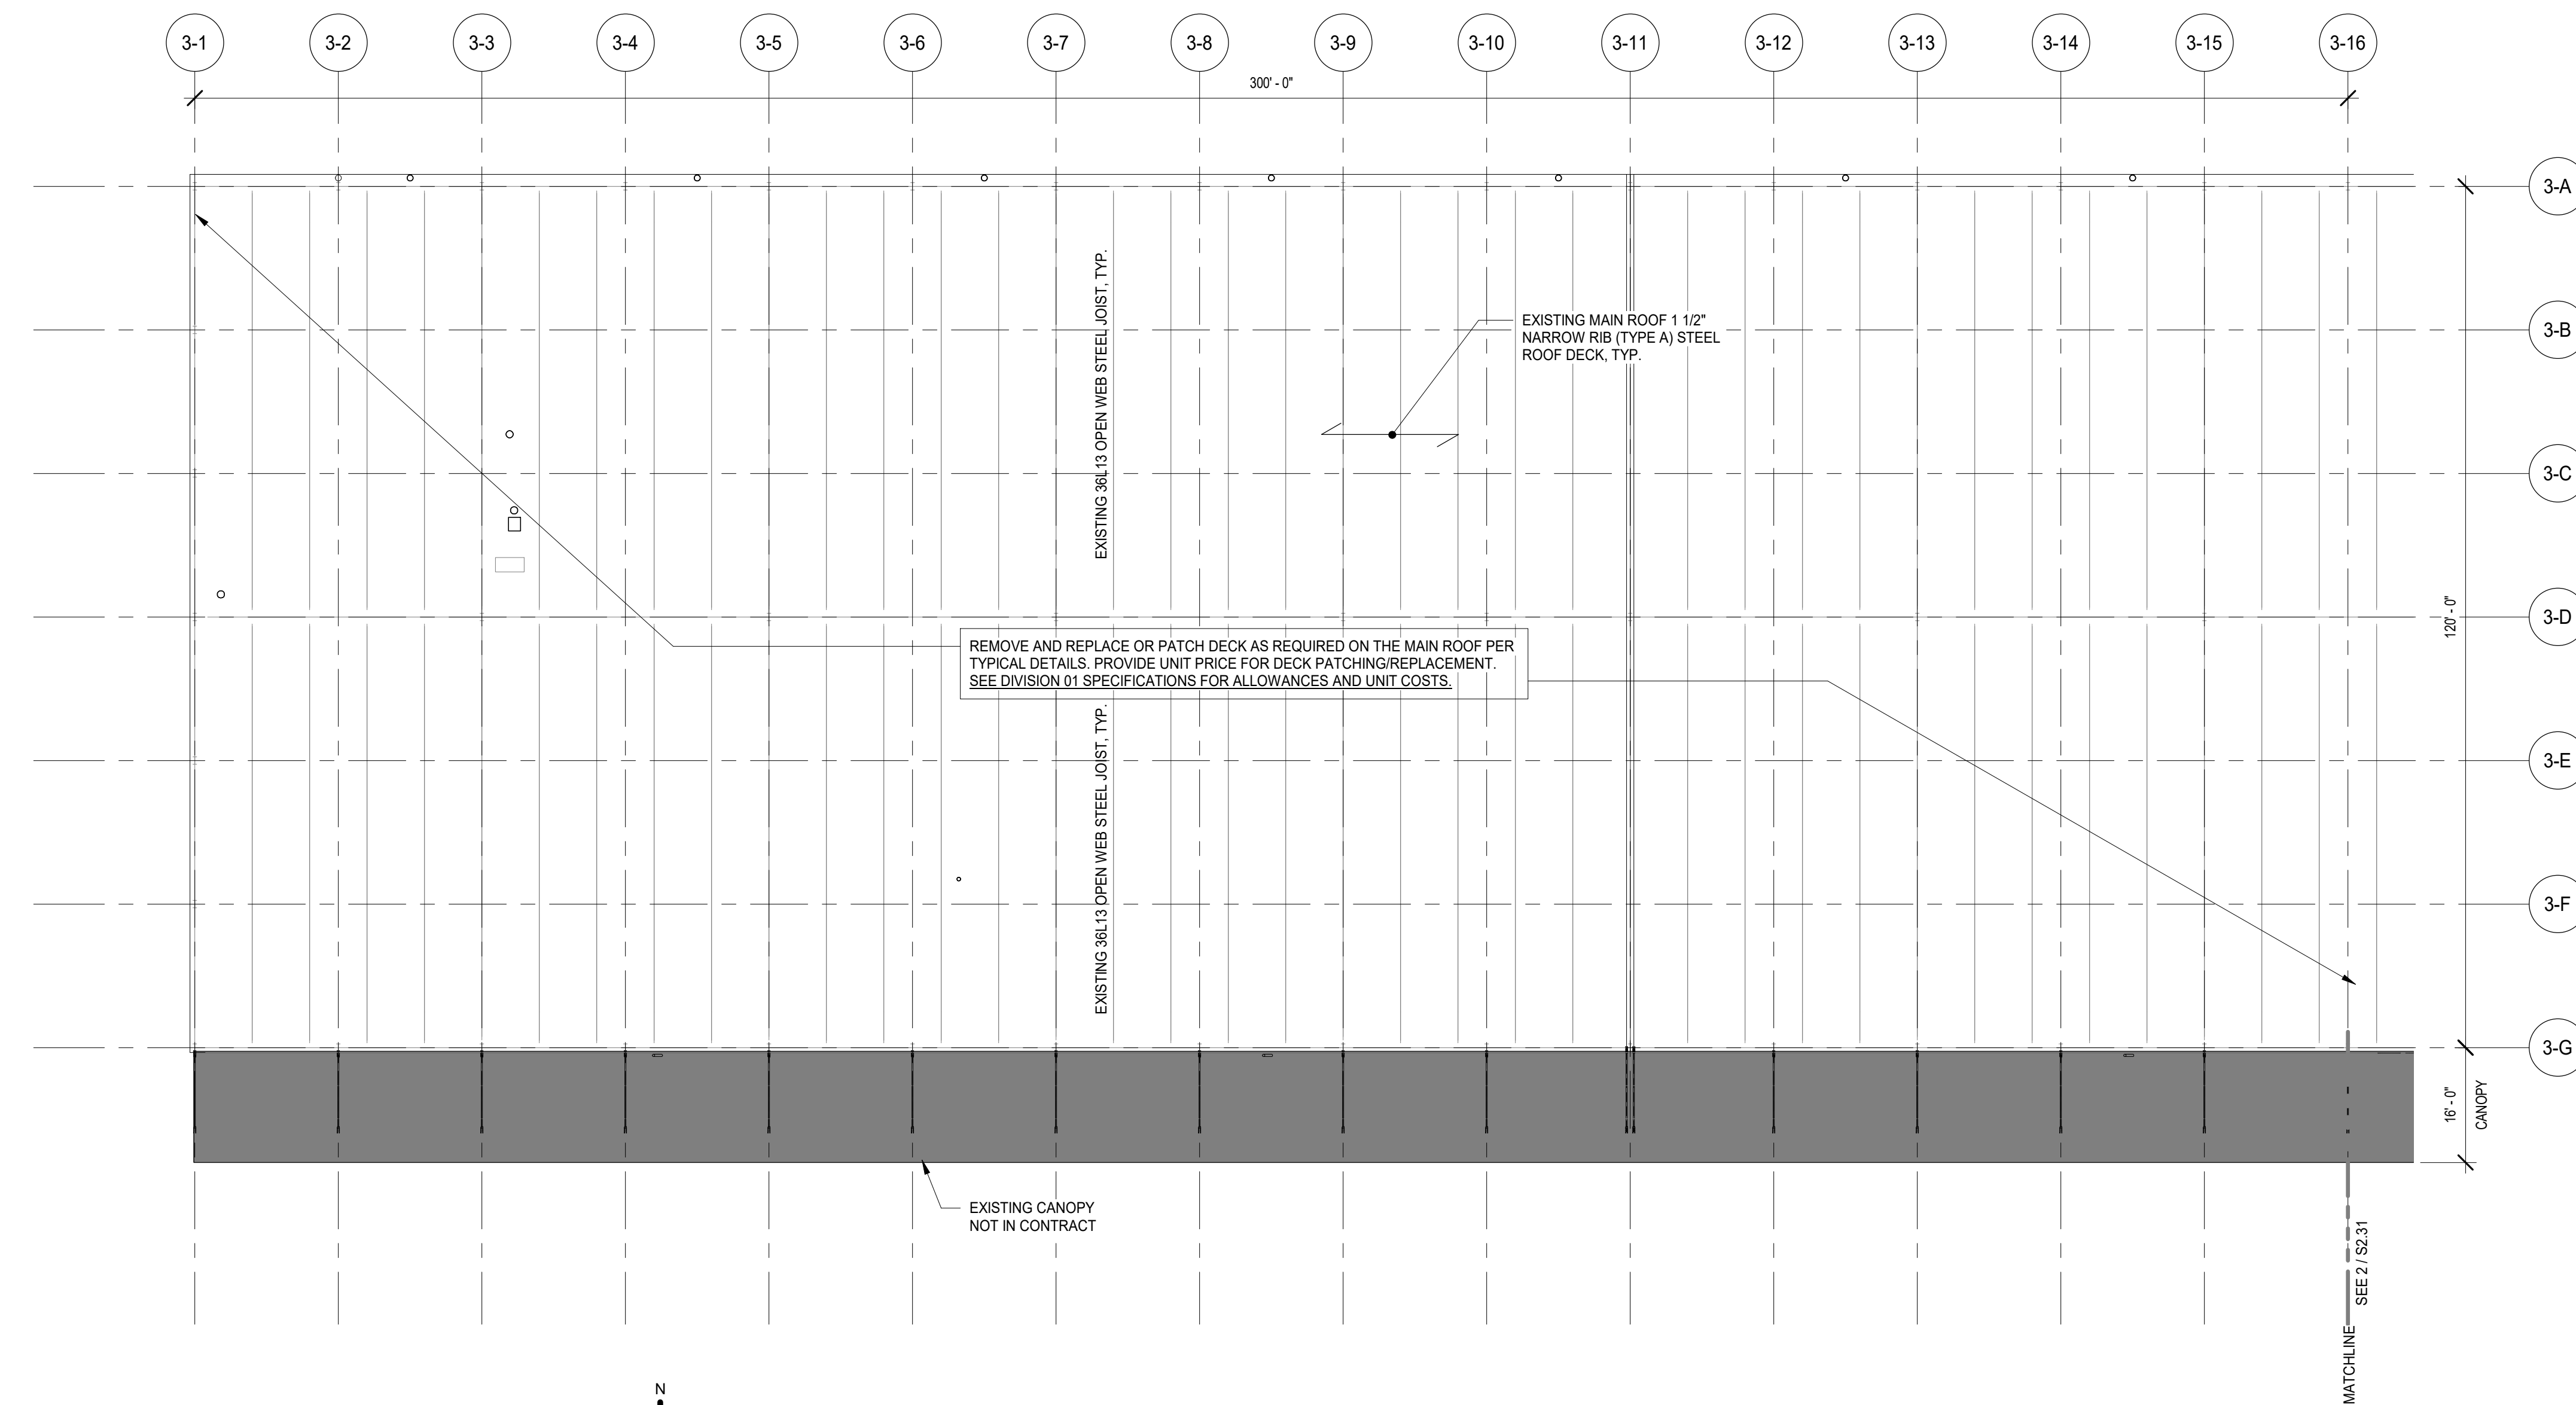 3-1
3-2
3-3
3-4
3-5
3-6
3-7
3-8
3-9
3-10
3-11
3-12
3-13
3-14
3-15
3-16
300' - 0"
3-A
3-B
3-C
3-D
3-E
3-F
3-G
EXISTING 36L13 OPEN WEB STEEL JOIST, TYP.
EXISTING MAIN ROOF 1 1/2"
NARROW RIB (TYPE A) STEEL
ROOF DECK, TYP.
120' - 0"
REMOVE AND REPLACE OR PATCH DECK AS REQUIRED ON THE MAIN ROOF PER
TYPICAL DETAILS. PROVIDE UNIT PRICE FOR DECK PATCHING/REPLACEMENT.
SEE DIVISION 01 SPECIFICATIONS FOR ALLOWANCES AND UNIT COSTS.
EXISTING 36L13 OPEN WEB STEEL JOIST, TYP.
16' - 0"
CANOPY
EXISTING CANOPY
NOT IN CONTRACT
SEE 2 / S2.31
MATCHLINE
N